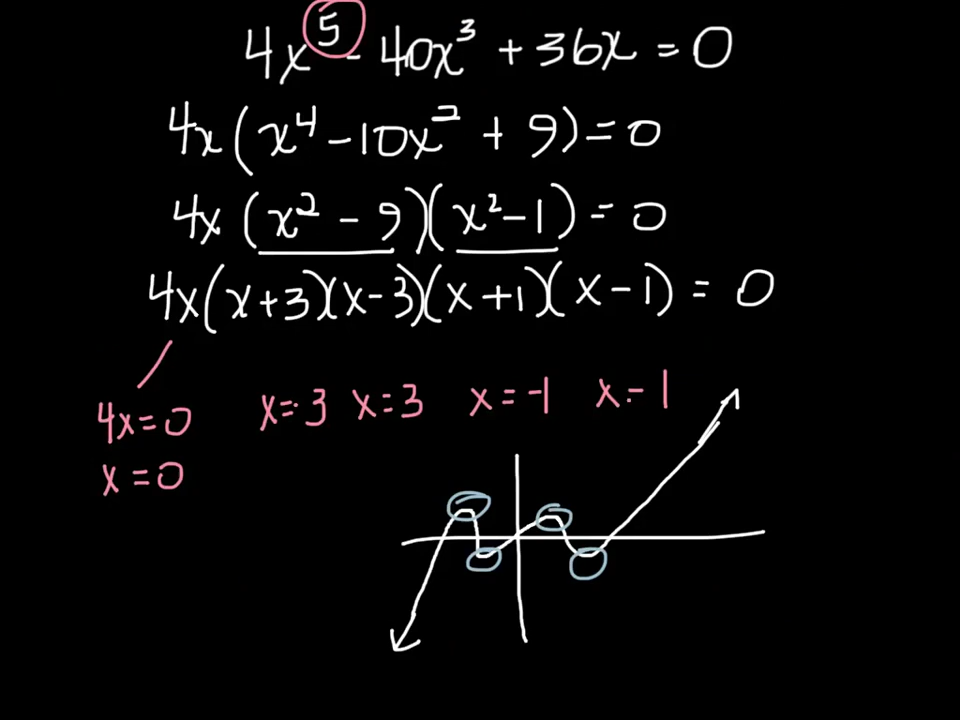 4x⁵ - 40x³ + 36x = 0
4x(x⁴ - 10x² + 9) = 0
4x(x² - 9)(x² - 1) = 0
4x(x+3)(x-3)(x+1)(x-1) = 0
4x=0 x=-3 x=3 x=-1 x=1
x=0